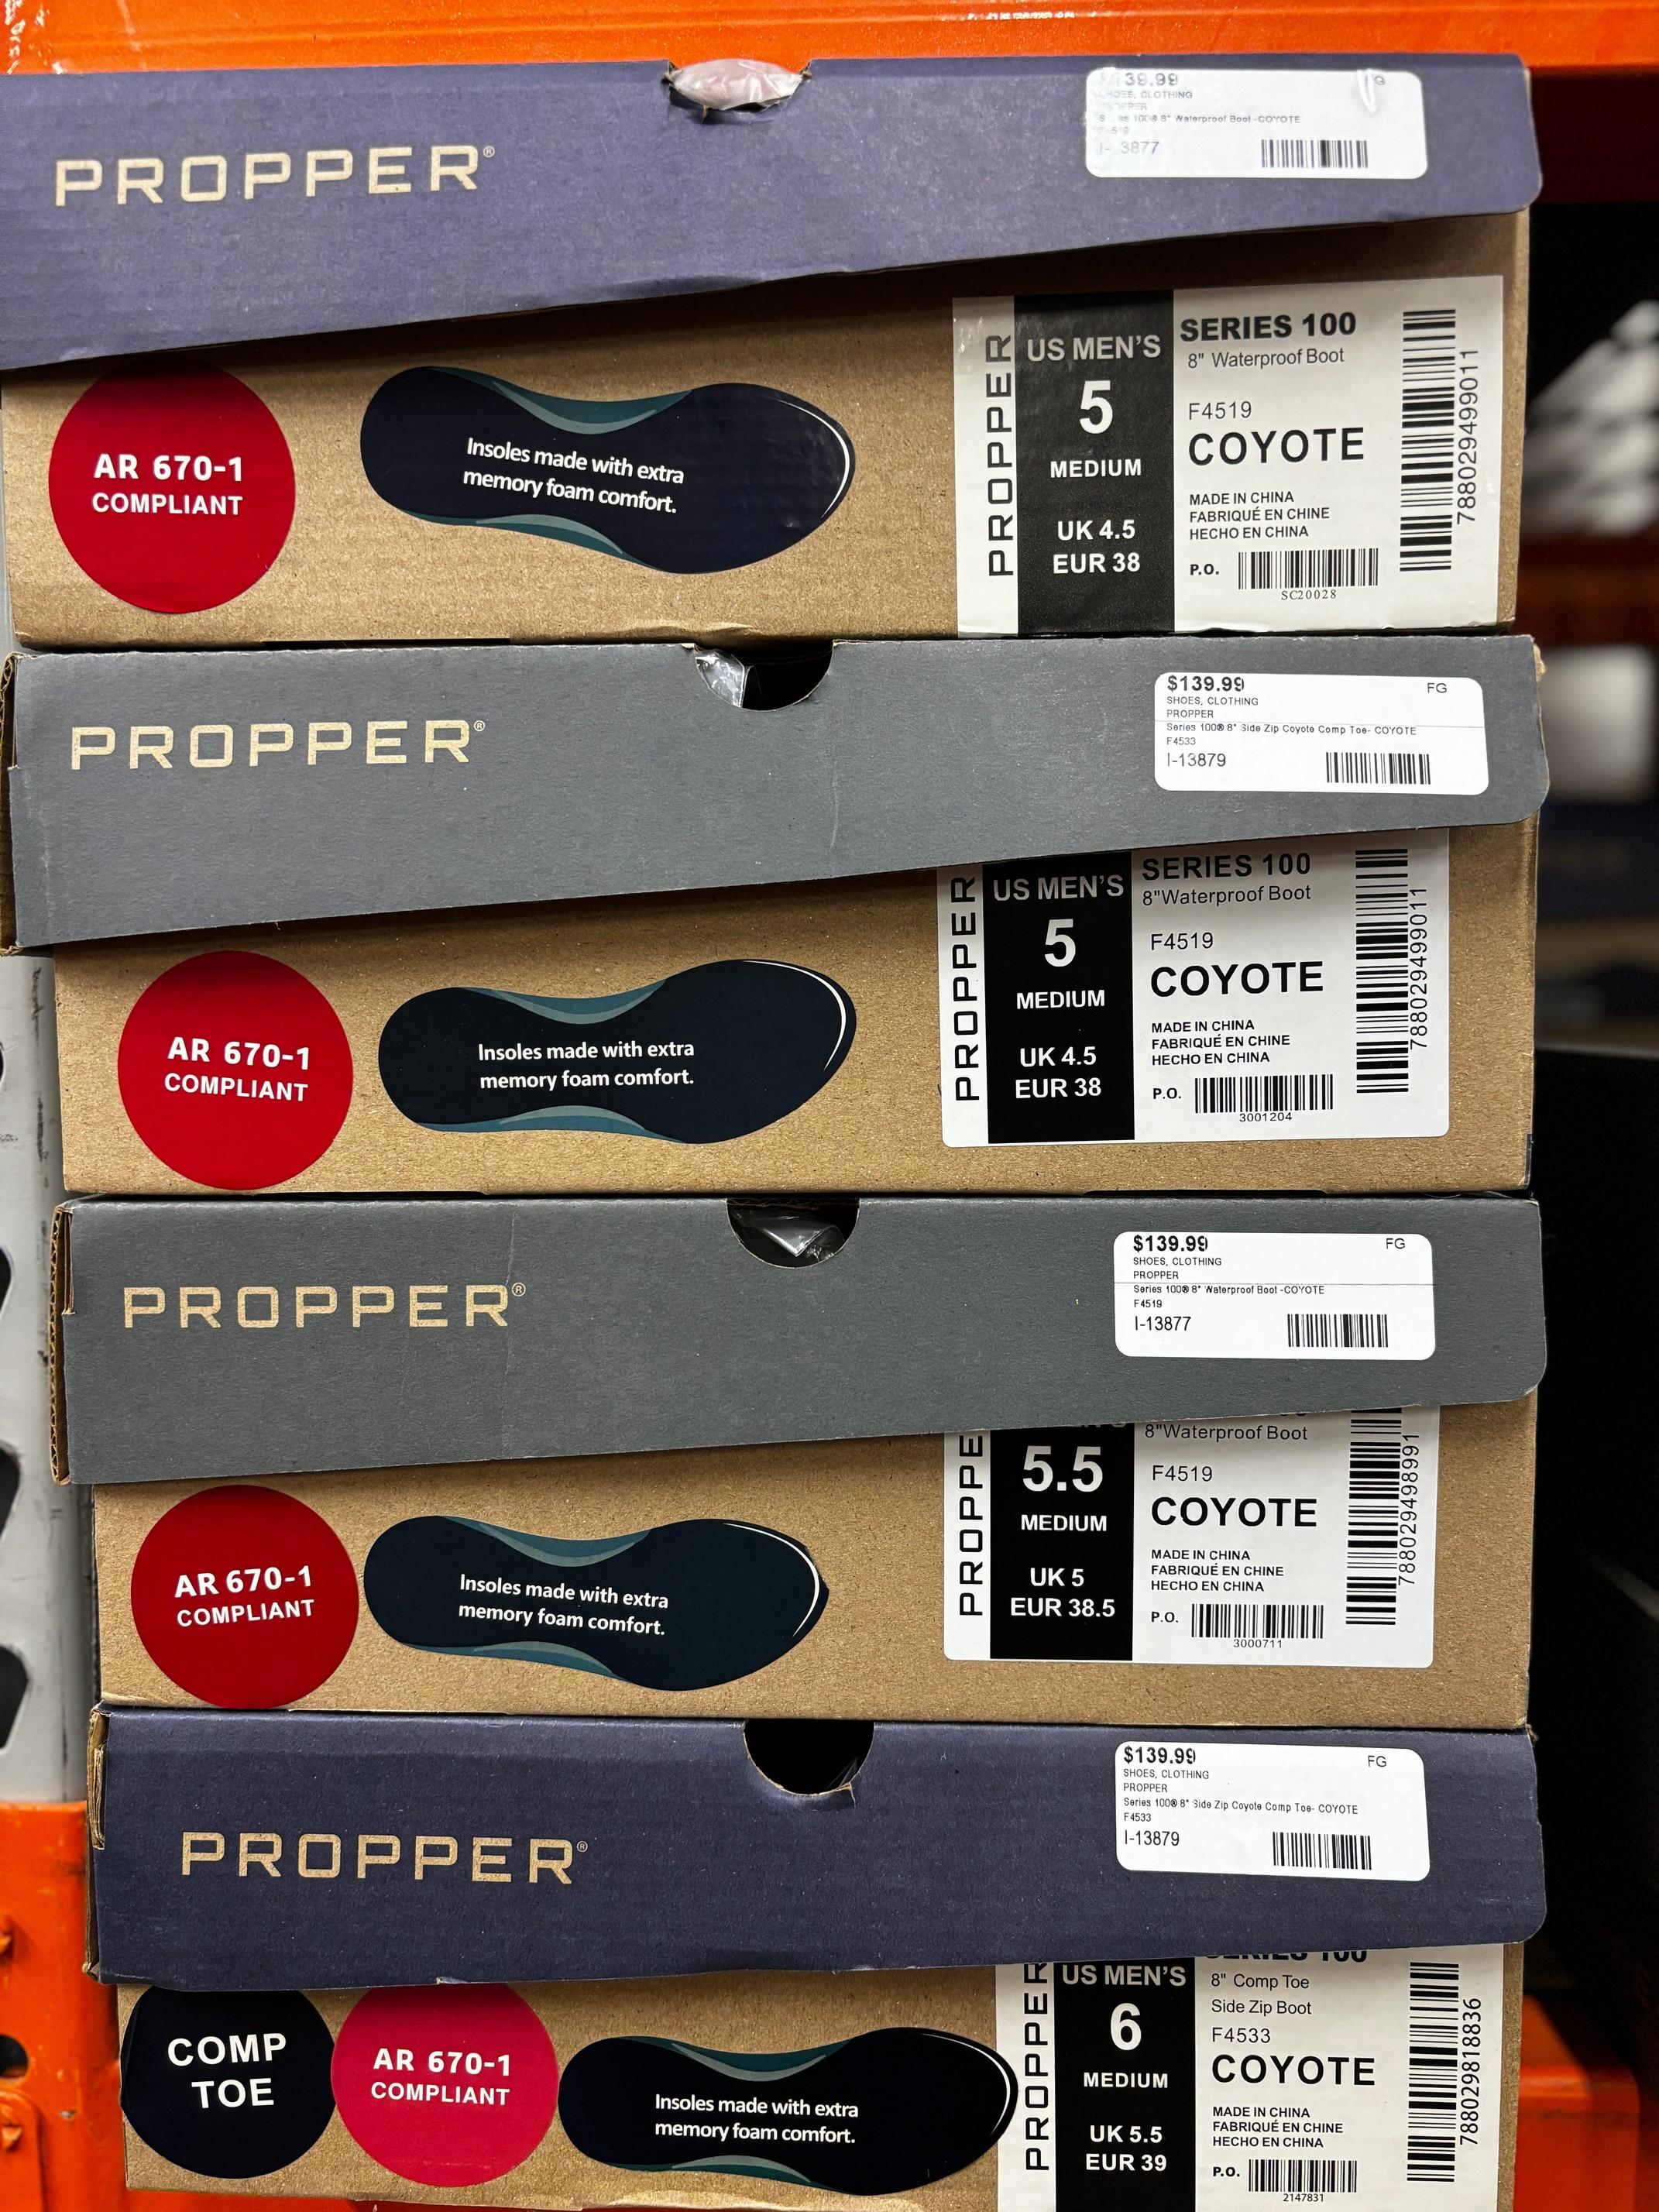 PROPPER®
39.99
SHOES, CLOTHING
PROPPER
100® 8" Waterproof Boot -COYOTE
3877
AR 670-1
COMPLIANT
Insoles made with extra
memory foam comfort.
PROPPER
US MEN'S
5
MEDIUM
UK 4.5
EUR 38
SERIES 100
8" Waterproof Boot
F4519
COYOTE
MADE IN CHINA
FABRIQUÉ EN CHINE
HECHO EN CHINA
P.O.
SC20028
788029499011
PROPPER®
$139.99 FG
SHOES, CLOTHING
PROPPER
Series 100® 8" Side Zip Coyote Comp Toe- COYOTE
F4533
I-13879
AR 670-1
COMPLIANT
Insoles made with extra
memory foam comfort.
PROPPER
US MEN'S
5
MEDIUM
UK 4.5
EUR 38
SERIES 100
8"Waterproof Boot
F4519
COYOTE
MADE IN CHINA
FABRIQUÉ EN CHINE
HECHO EN CHINA
P.O.
3001204
788029499011
PROPPER®
$139.99 FG
SHOES, CLOTHING
PROPPER
Series 100® 8" Waterproof Boot -COYOTE
F4519
I-13877
AR 670-1
COMPLIANT
Insoles made with extra
memory foam comfort.
PROPPE
5.5
MEDIUM
UK 5
EUR 38.5
8"Waterproof Boot
F4519
COYOTE
MADE IN CHINA
FABRIQUÉ EN CHINE
HECHO EN CHINA
P.O.
3000711
788029498991
PROPPER®
$139.99 FG
SHOES, CLOTHING
PROPPER
Series 100® 8" Side Zip Coyote Comp Toe- COYOTE
F4533
I-13879
COMP
TOE
AR 670-1
COMPLIANT
Insoles made with extra
memory foam comfort.
PROPPER
US MEN'S
6
MEDIUM
UK 5.5
EUR 39
SERIES 100
8" Comp Toe
Side Zip Boot
F4533
COYOTE
MADE IN CHINA
FABRIQUÉ EN CHINE
HECHO EN CHINA
P.O.
2147831
788029818836